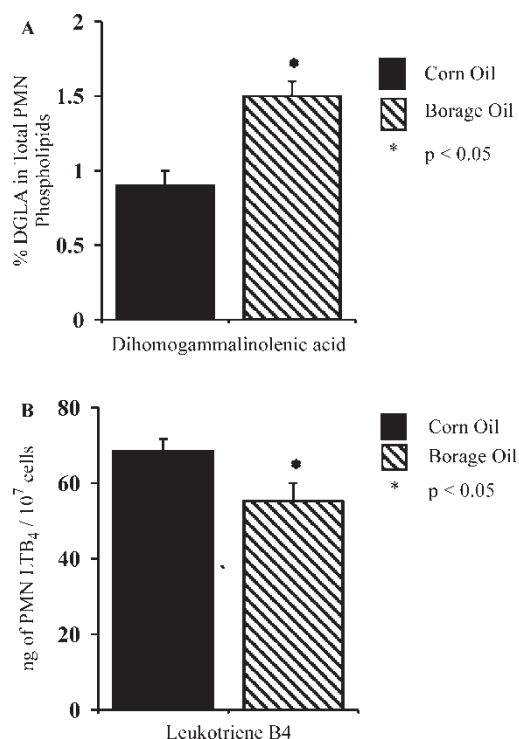 A
% DGLA in Total PMN
Phospholipids
2
1.5
1
0.5
0
*
Dihomogammalinolenic acid
Corn Oil
Borage Oil
* p < 0.05
B
ng of PMN LTB4 / 10^7 cells
80
60
40
20
0
*
Leukotriene B4
Corn Oil
Borage Oil
* p < 0.05